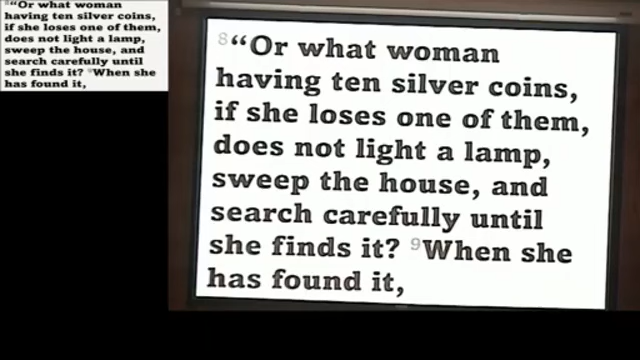 ⁸“Or what woman
having ten silver coins,
if she loses one of them,
does not light a lamp,
sweep the house, and
search carefully until
she finds it? ⁹When she
has found it,
⁸“Or what woman
having ten silver coins,
if she loses one of them,
does not light a lamp,
sweep the house, and
search carefully until
she finds it? ⁹When she
has found it,